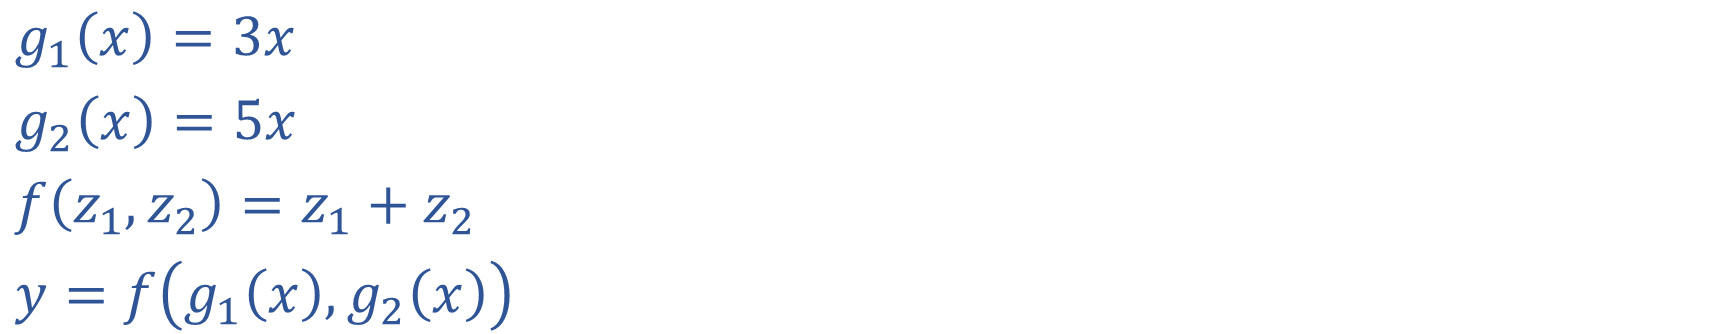 g₁(x) = 3x
g₂(x) = 5x
f(z₁, z₂) = z₁ + z₂
y = f(g₁(x), g₂(x))